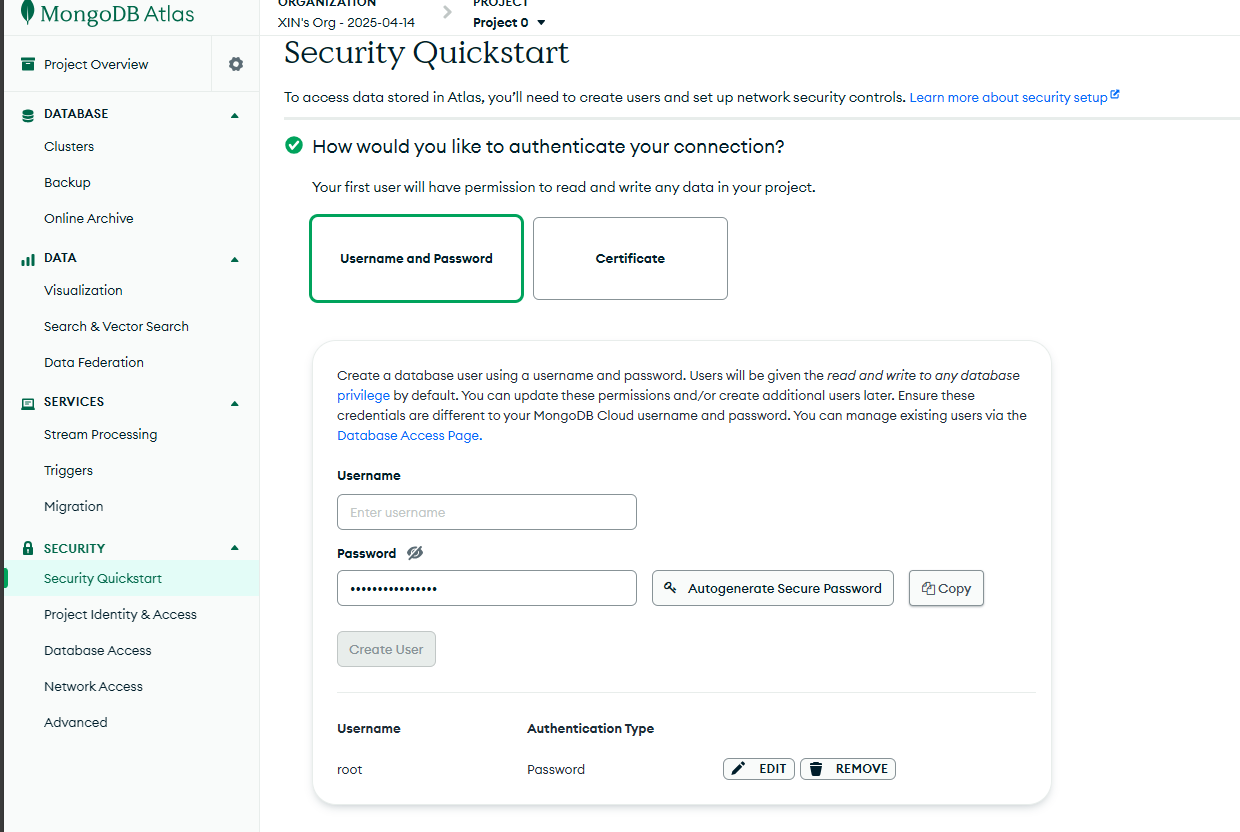 MongoDB Atlas
ORGANIZATION
XIN's Org - 2025-04-14
PROJECT
Project 0
Project Overview
DATABASE
Clusters
Backup
Online Archive
DATA
Visualization
Search & Vector Search
Data Federation
SERVICES
Stream Processing
Triggers
Migration
SECURITY
Security Quickstart
Project Identity & Access
Database Access
Network Access
Advanced
Security Quickstart
To access data stored in Atlas, you'll need to create users and set up network security controls. Learn more about security setup
How would you like to authenticate your connection?
Your first user will have permission to read and write any data in your project.
Username and Password
Certificate
Create a database user using a username and password. Users will be given the read and write to any database
privilege by default. You can update these permissions and/or create additional users later. Ensure these
credentials are different to your MongoDB Cloud username and password. You can manage existing users via the
Database Access Page.
Username
Enter username
Password
••••••••••••••••
Autogenerate Secure Password
Copy
Create User
Username Authentication Type
root Password EDIT REMOVE